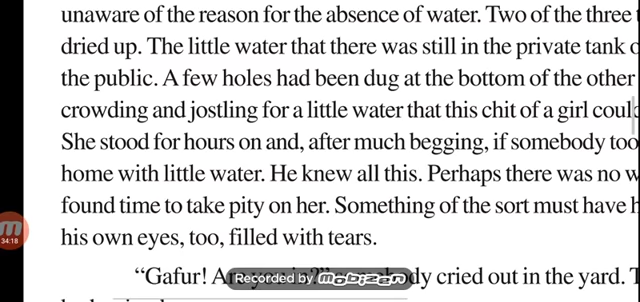 unaware of the reason for the absence of water. Two of the three
dried up. The little water that there was still in the private tank
the public. A few holes had been dug at the bottom of the other
crowding and jostling for a little water that this chit of a girl
She stood for hours on and, after much begging, if somebody
home with little water. He knew all this. Perhaps there was no
found time to take pity on her. Something of the sort must have
34:18
his own eyes, too, filled with tears.
“Gafur! cried out in the yard.
Recorded by mobizen